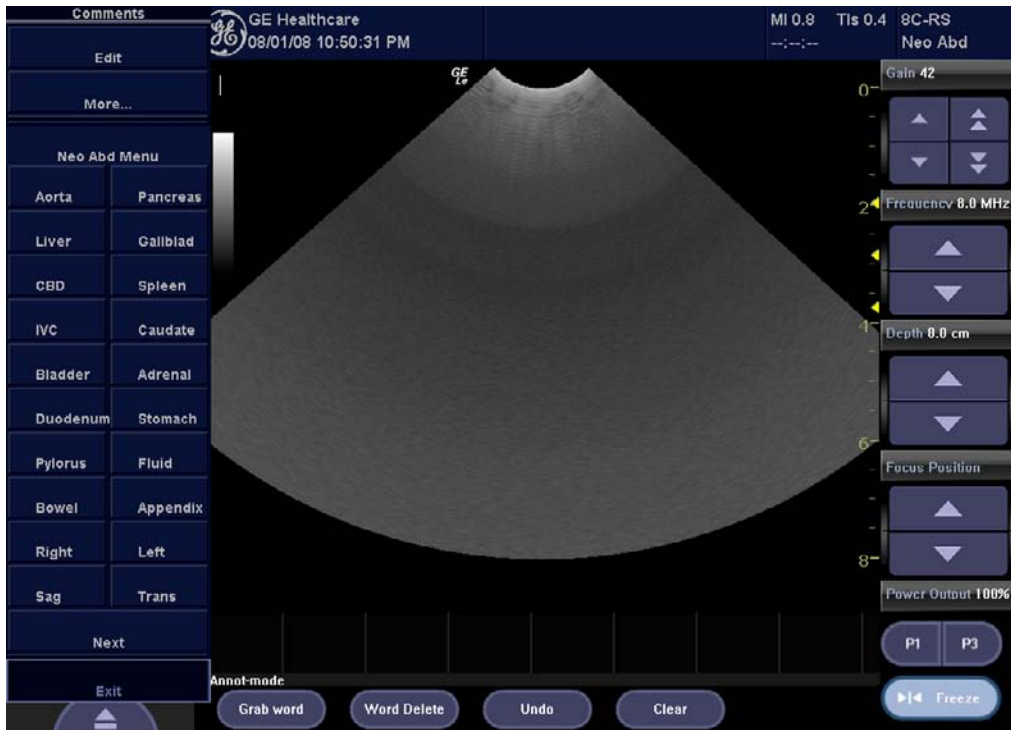 Comments
Edit
More...
Neo Abd Menu
Aorta Pancreas
Liver Gallblad
CBD Spleen
IVC Caudate
Bladder Adrenal
Duodenum Stomach
Pylorus Fluid
Bowel Appendix
Right Left
Sag Trans
Next
Exit
GE Healthcare
08/01/08 10:50:31 PM
MI 0.8 TIs 0.4
--:--:--
8C-RS
Neo Abd
GE
L
0
2
4
6
8
Gain 42
Frequency 8.0 MHz
Depth 8.0 cm
Focus Position
Power Output 100%
P1 P3
Freeze
Annot-mode
Grab word Word Delete Undo Clear